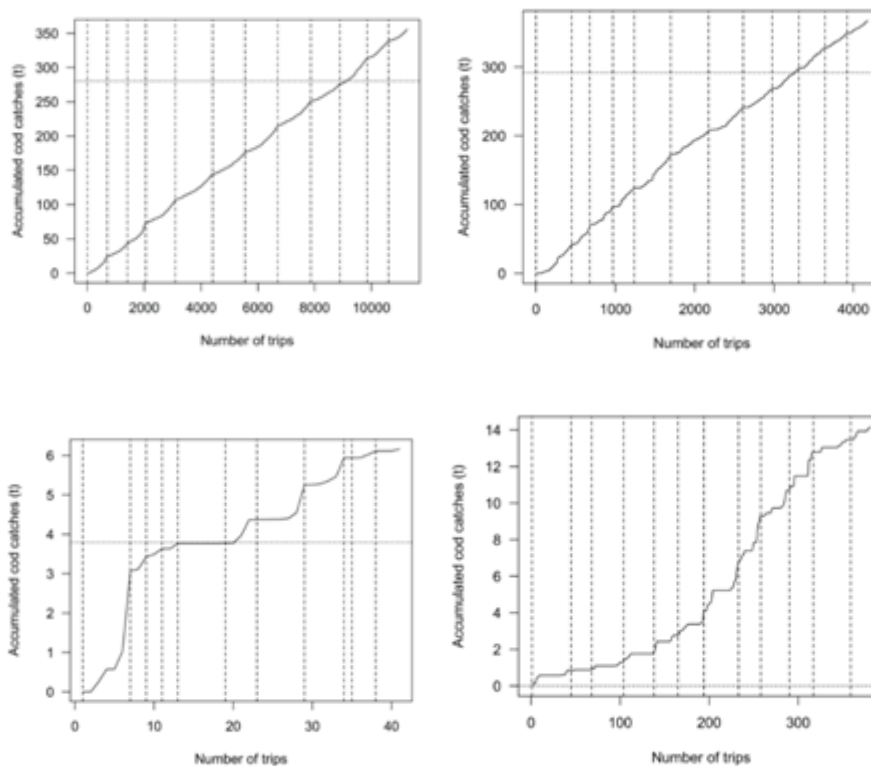 350
300
250
200
150
100
50
0
Accumulated cod catches (t)
0 2000 4000 6000 8000 10000
Number of trips
300
200
100
0
Accumulated cod catches (t)
0 1000 2000 3000 4000
Number of trips
6
5
4
3
2
1
0
Accumulated cod catches (t)
0 10 20 30 40
Number of trips
14
12
10
8
6
4
2
0
Accumulated cod catches (t)
0 100 200 300
Number of trips